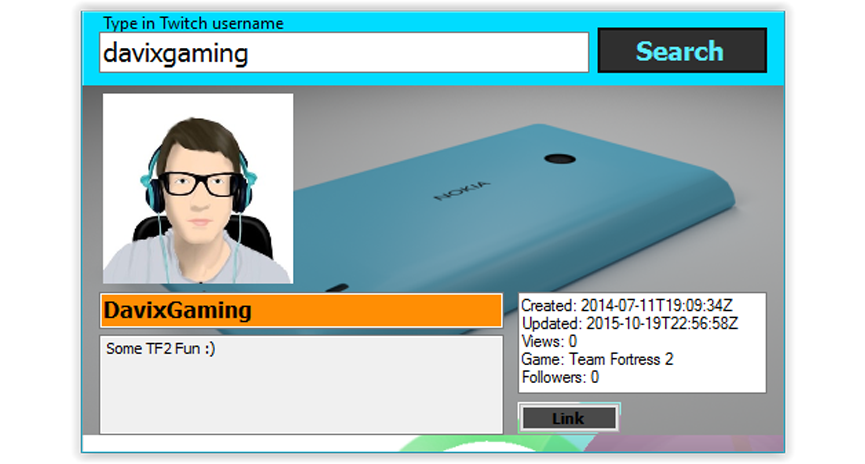 Type in Twitch username
davixgaming
Search
NOKIA
DavixGaming
Some TF2 Fun :)
Created: 2014-07-11T19:09:34Z
Updated: 2015-10-19T22:56:58Z
Views: 0
Game: Team Fortress 2
Followers: 0
Link